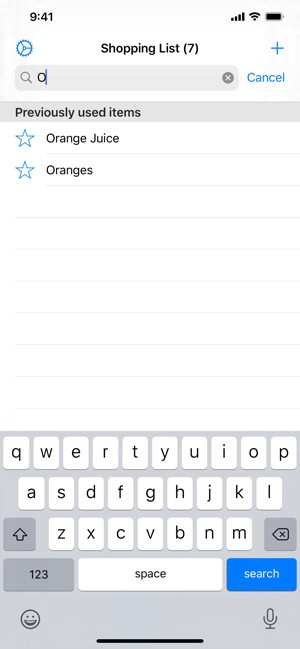 9:41
Shopping List (7)
O
Cancel
Previously used items
Orange Juice
Oranges
q w e r t y u i o p
a s d f g h j k l
z x c v b n m
123 space search